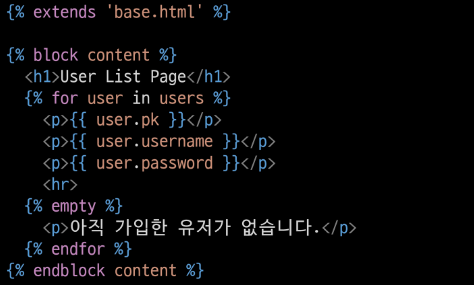 {% extends 'base.html' %}
{% block content %}
<h1>User List Page</h1>
{% for user in users %}
<p>{{ user.pk }}</p>
<p>{{ user.username }}</p>
<p>{{ user.password }}</p>
<hr>
{% empty %}
<p>아직 가입한 유저가 없습니다.</p>
{% endfor %}
{% endblock content %}